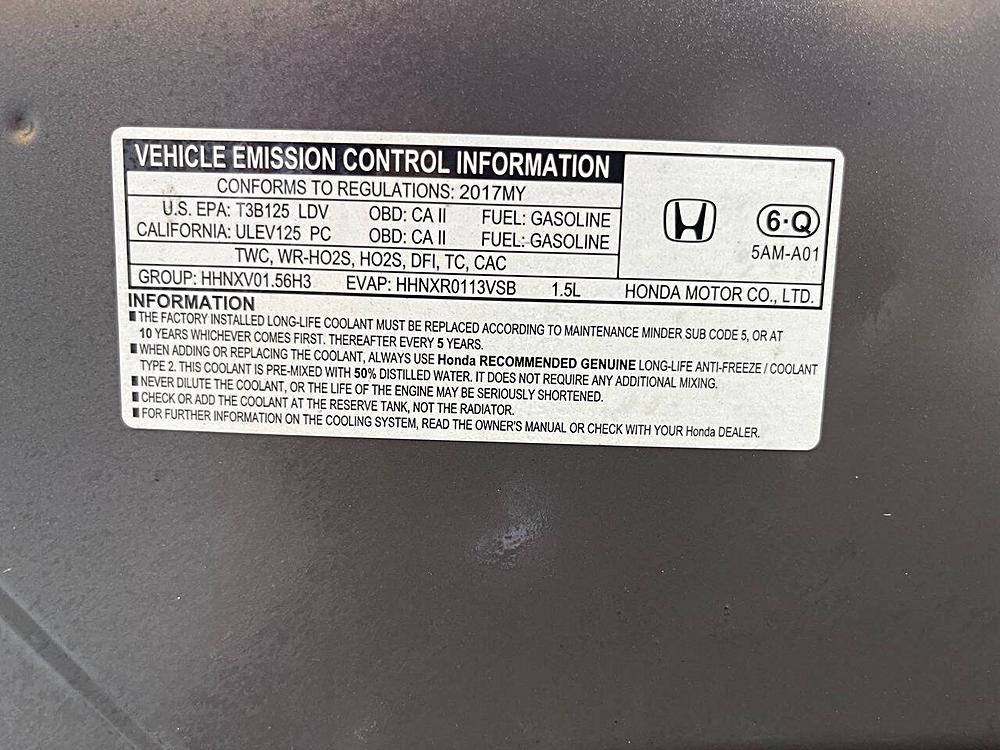 VEHICLE EMISSION CONTROL INFORMATION
CONFORMS TO REGULATIONS: 2017MY
U.S. EPA: T3B125 LDV OBD: CA II FUEL: GASOLINE
CALIFORNIA: ULEV125 PC OBD: CA II FUEL: GASOLINE
TWC, WR-HO2S, HO2S, DFI, TC, CAC
6·Q
5AM-A01
GROUP: HHNXV01.56H3 EVAP: HHNXR0113VSB 1.5L HONDA MOTOR CO., LTD.
INFORMATION
■ THE FACTORY INSTALLED LONG-LIFE COOLANT MUST BE REPLACED ACCORDING TO MAINTENANCE MINDER SUB CODE 5, OR AT
10 YEARS WHICHEVER COMES FIRST. THEREAFTER EVERY 5 YEARS.
■ WHEN ADDING OR REPLACING THE COOLANT, ALWAYS USE Honda RECOMMENDED GENUINE LONG-LIFE ANTI-FREEZE / COOLANT
TYPE 2. THIS COOLANT IS PRE-MIXED WITH 50% DISTILLED WATER. IT DOES NOT REQUIRE ANY ADDITIONAL MIXING.
■ NEVER DILUTE THE COOLANT, OR THE LIFE OF THE ENGINE MAY BE SERIOUSLY SHORTENED.
■ CHECK OR ADD THE COOLANT AT THE RESERVE TANK, NOT THE RADIATOR.
■ FOR FURTHER INFORMATION ON THE COOLING SYSTEM, READ THE OWNER'S MANUAL OR CHECK WITH YOUR Honda DEALER.